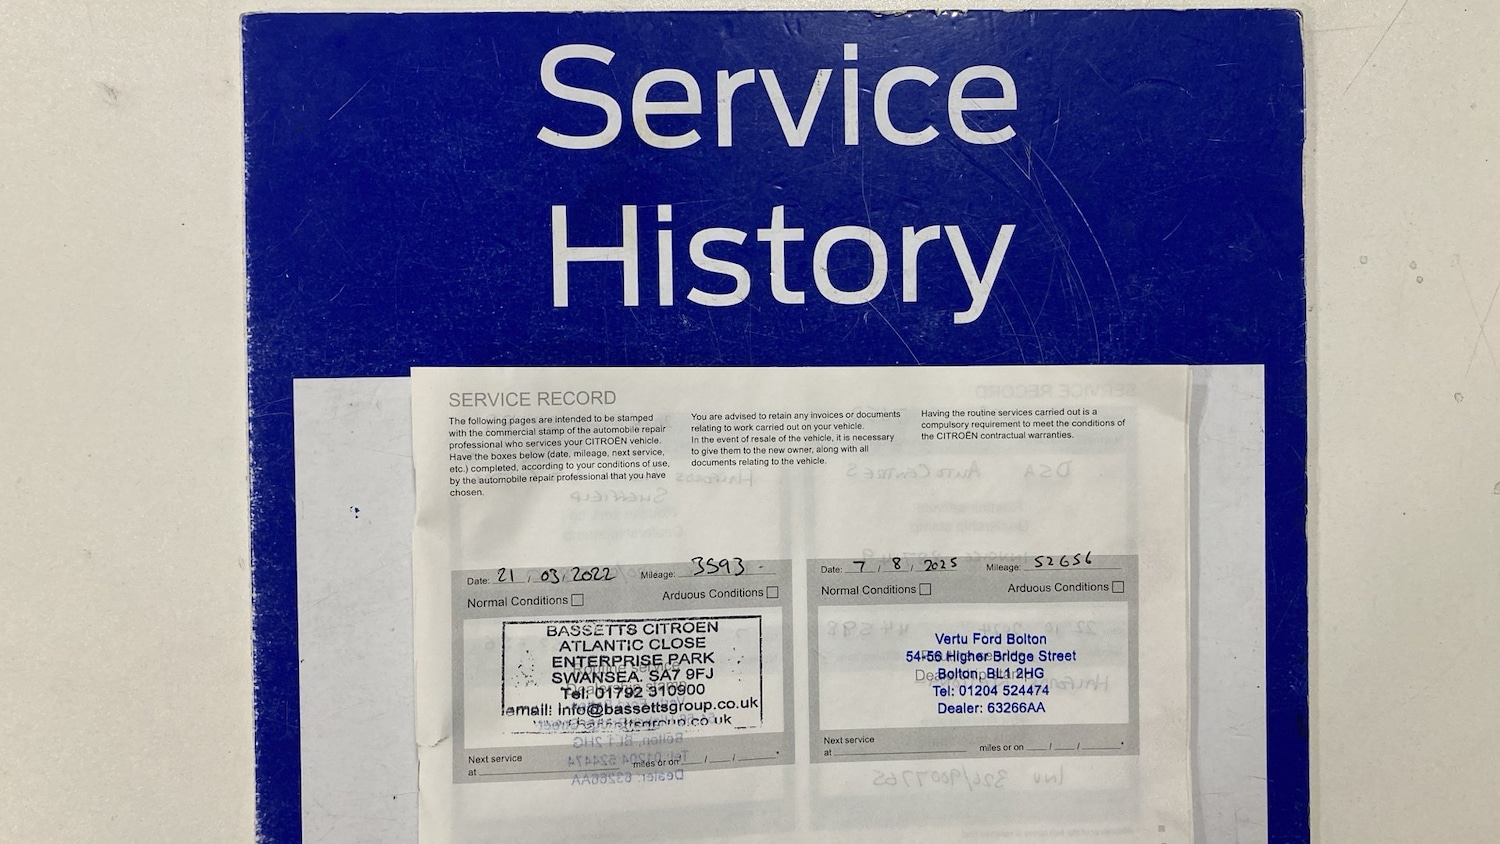 Service
History
SERVICE RECORD
The following pages are intended to be stamped
with the commercial stamp of the automobile repair
professional who services your CITROËN vehicle.
Have the boxes below (date, mileage, next service,
etc.) completed, according to your conditions of use,
by the automobile repair professional that you have
chosen.
You are advised to retain any invoices or documents
relating to work carried out on your vehicle.
In the event of resale of the vehicle, it is necessary
to give them to the new owner, along with all
documents relating to the vehicle.
Having the routine services carried out is a
compulsory requirement to meet the conditions of
the CITROËN contractual warranties.
Date: 21 , 03, 2022 Mileage: 3593 -
Normal Conditions Arduous Conditions
BASSETTS CITROEN
ATLANTIC CLOSE
ENTERPRISE PARK
SWANSEA. SA7 9FJ
Tel: 01792 310900
email: info@bassettsgroup.co.uk
Next service
at miles or on / / *
Date: 7 , 8 , 2025 Mileage: 52656
Normal Conditions Arduous Conditions
Vertu Ford Bolton
54-56 Higher Bridge Street
Bolton, BL1 2HG
Tel: 01204 524474
Dealer: 63266AA
Next service
at miles or on / / *